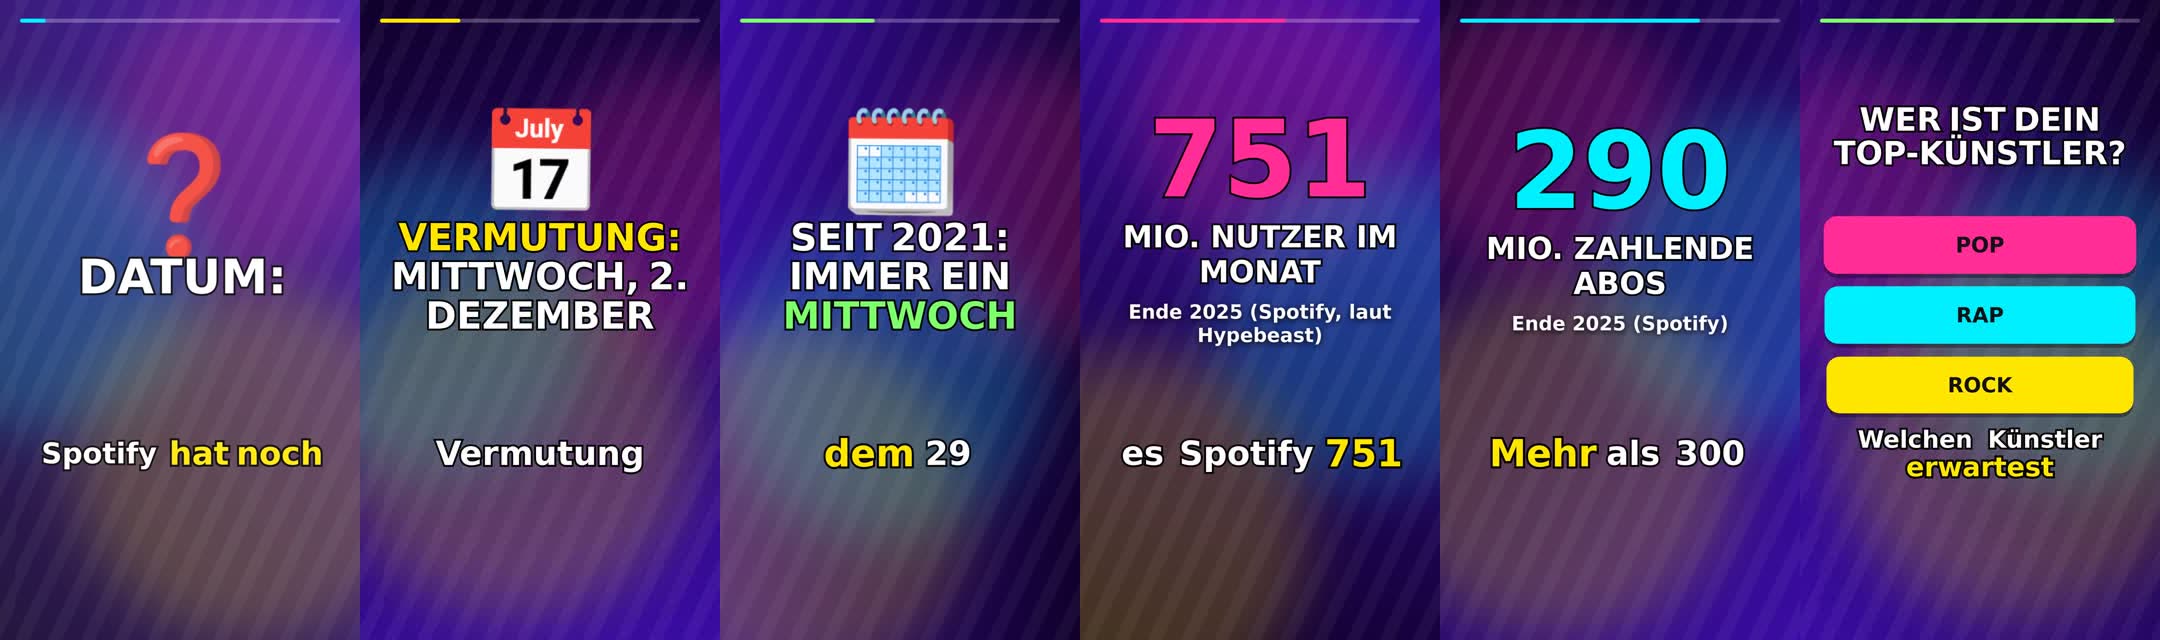 DATUM:
Spotify hat noch
July
17
VERMUTUNG:
MITTWOCH, 2.
DEZEMBER
Vermutung
SEIT 2021:
IMMER EIN
MITTWOCH
dem 29
751
MIO. NUTZER IM
MONAT
Ende 2025 (Spotify, laut
Hypebeast)
es Spotify 751
290
MIO. ZAHLENDE
ABOS
Ende 2025 (Spotify)
Mehr als 300
WER IST DEIN
TOP-KÜNSTLER?
POP
RAP
ROCK
Welchen Künstler
erwartest